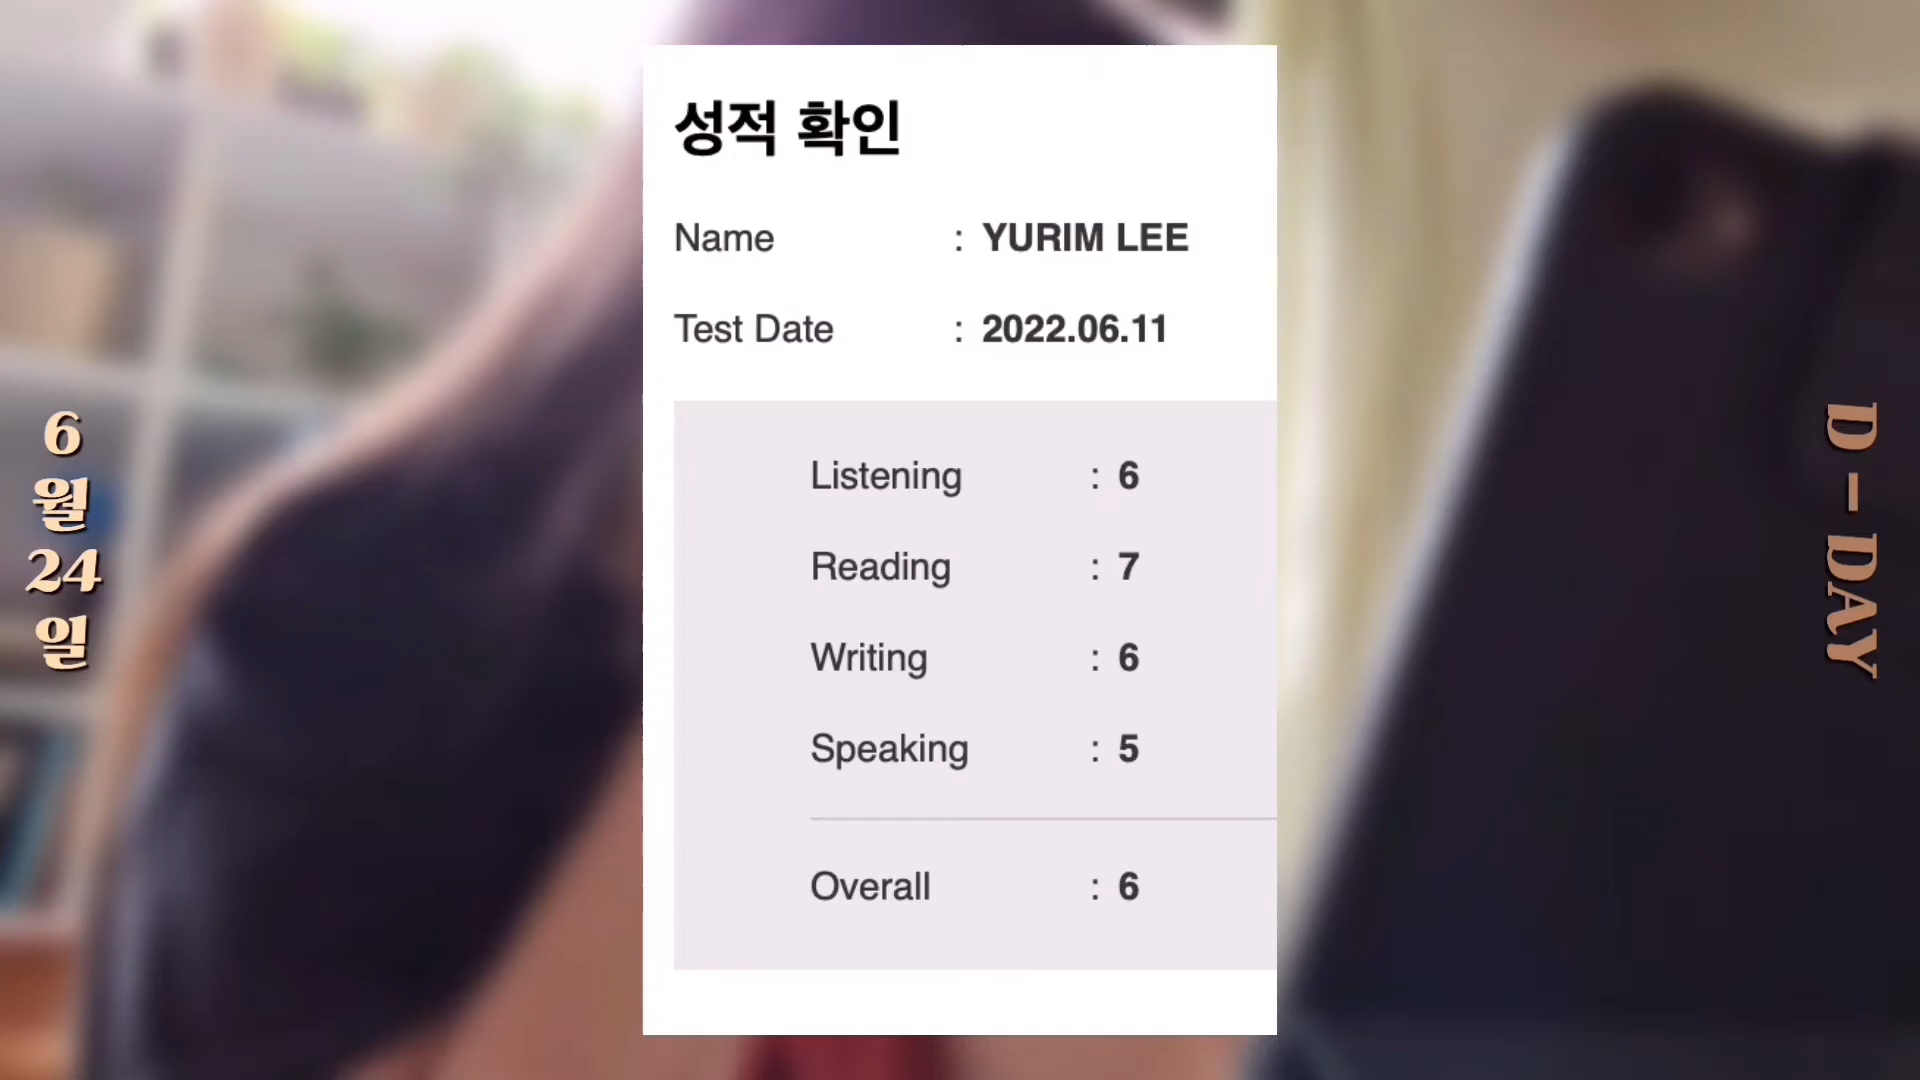 성적 확인
Name : YURIM LEE
Test Date : 2022.06.11
Listening : 6
Reading : 7
Writing : 6
Speaking : 5
Overall : 6
6
월
24
일
D-DAY